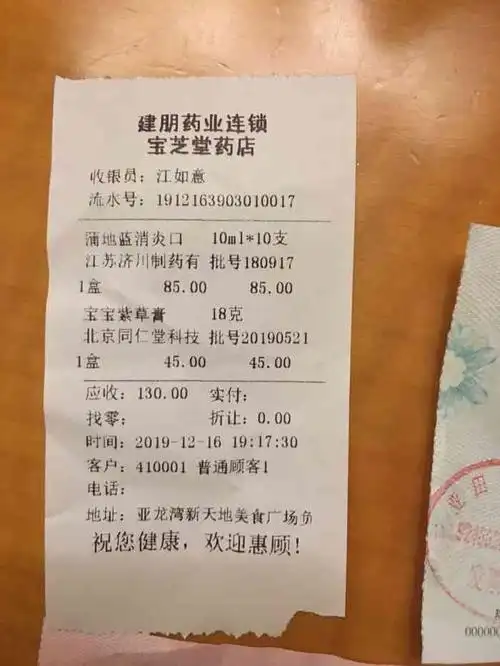 建朋药业连锁
宝芝堂药店
收银员：江如意
流水号：1912163903010017
蒲地蓝消炎口 10ml*10支
江苏济川制药有 批号180917
1盒 85.00 85.00
宝宝紫草膏 18克
北京同仁堂科技 批号20190521
1盒 45.00 45.00
应收：130.00 实付：
找零： 折让：0.00
时间：2019-12-16 19:17:30
客户：410001 普通顾客1
电话：
地址：亚龙湾新天地美食广场负
祝您健康，欢迎惠顾！